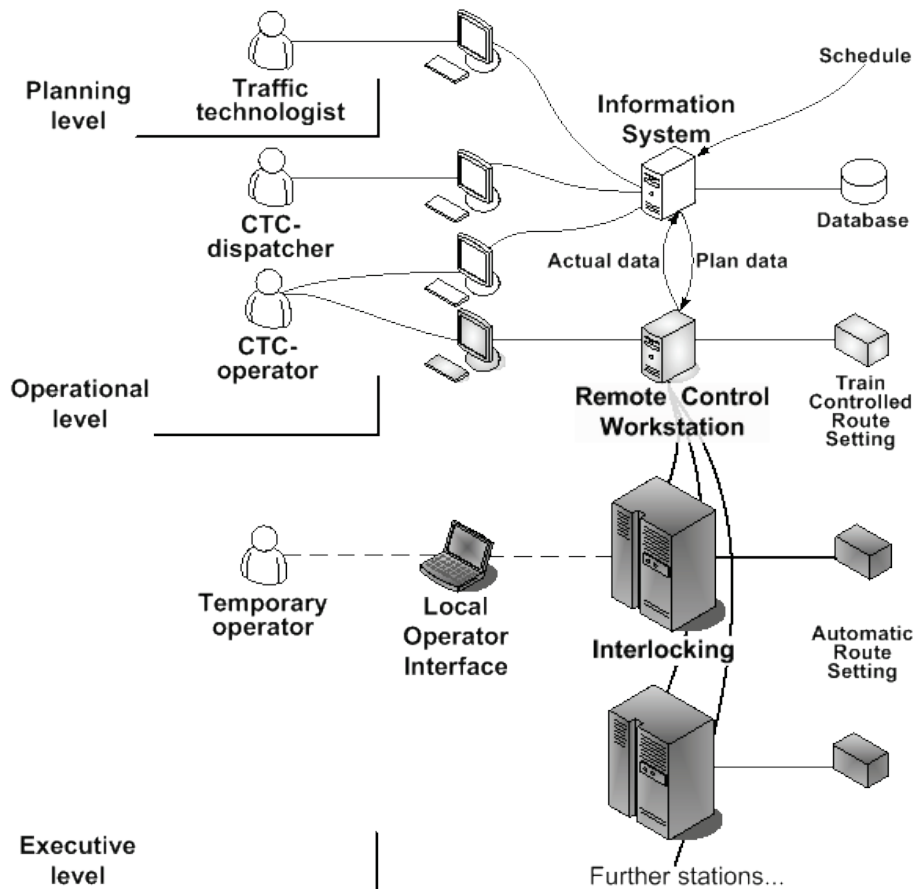 Schedule
Planning
level
Traffic
technologist
Information
System
CTC-
dispatcher
Database
Actual data
Plan data
CTC-
operator
Operational
level
Remote Control
Workstation
Train
Controlled
Route
Setting
Temporary
operator
Local
Operator
Interface
Interlocking
Automatic
Route
Setting
Executive
level
Further stations...